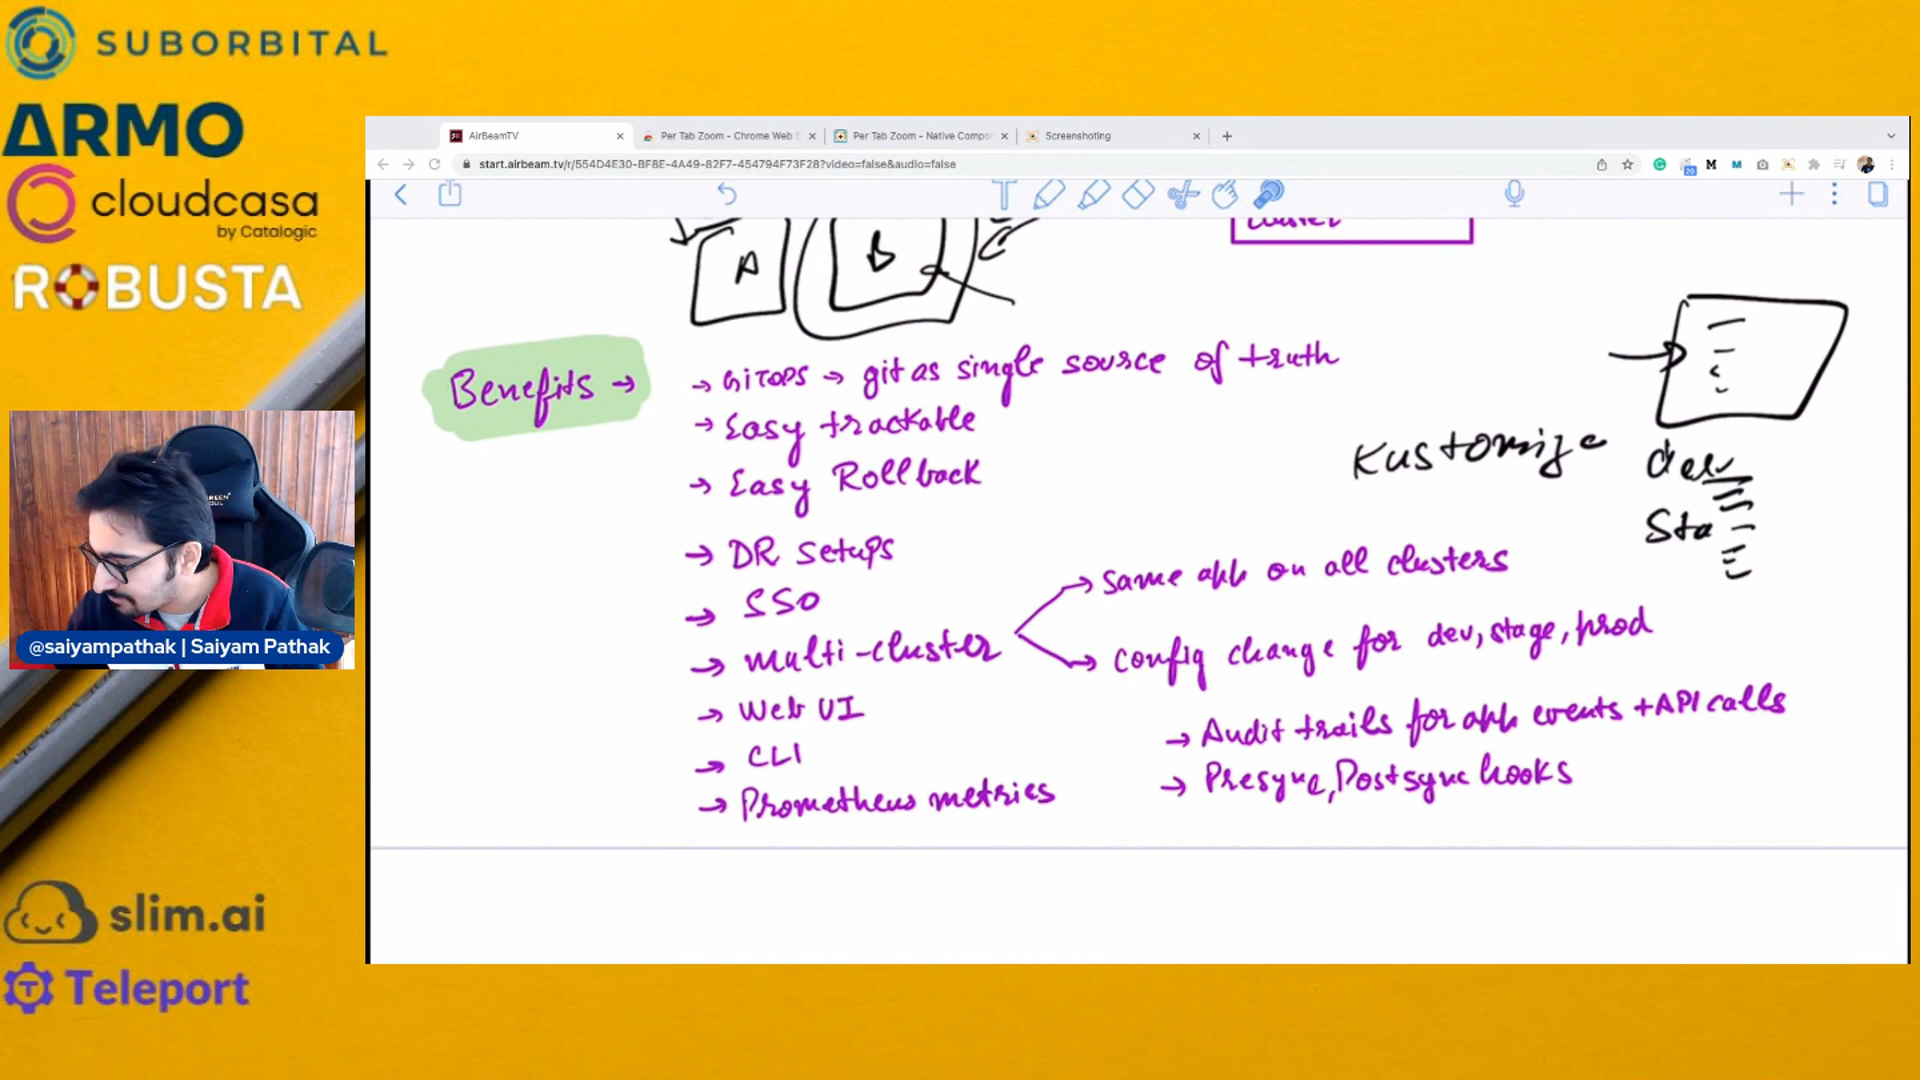 SUBORBITAL
ARMO
cloudcasa
by Catalogic
ROBUSTA
AirBeamTV
Per Tab Zoom - Chrome Web S
Per Tab Zoom - Native Compo
Screenshoting
start.airbeam.tv/r/554D4E30-BF8E-4A49-82F7-454794F73F28?video=false&audio=false
A
B
Benefits →
→ GITOPS → git as single source of truth
→ Easy trackable
→ Easy Rollback
→ DR setups
→ SSO
→ multi-cluster
→ same app on all clusters
→ config change for dev, stage, prod
→ Web UI
→ CLI
→ Prometheus metrics
→ Audit trails for app events + API calls
→ Presync, Postsync hooks
Kustomize
dev
Sta
@saiyampathak | Saiyam Pathak
slim.ai
T Teleport